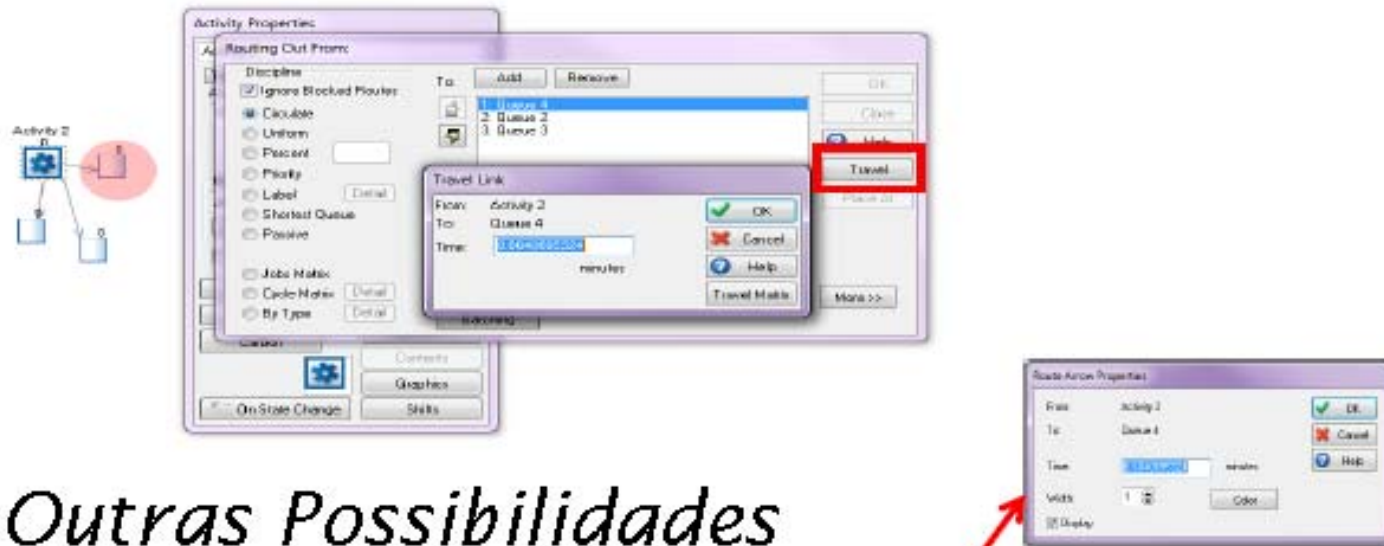 Activity Properties
Routing Out From:
Discipline
Ignore Blocked Routes
Circulate
Uniform
Percent
Priority
Label
Detail
Shortest Queue
Passive
Jobs Matrix
Cycle Matrix
Detail
By Type
Detail
To:
Add
Remove
1 Queue 4
2 Queue 2
3 Queue 3
OK
Close
Help
Travel
More >>
Travel Link
From: Activity 2
To: Queue 4
Time:
minutes
OK
Cancel
Help
Travel Matrix
Contents
Graphics
On State Change
Shifts
Activity 2
Route Arrow Properties
From: Activity 2
To: Queue 4
Time:
minutes
Width: 1
Color
Display
OK
Cancel
Help
Outras Possibilidades